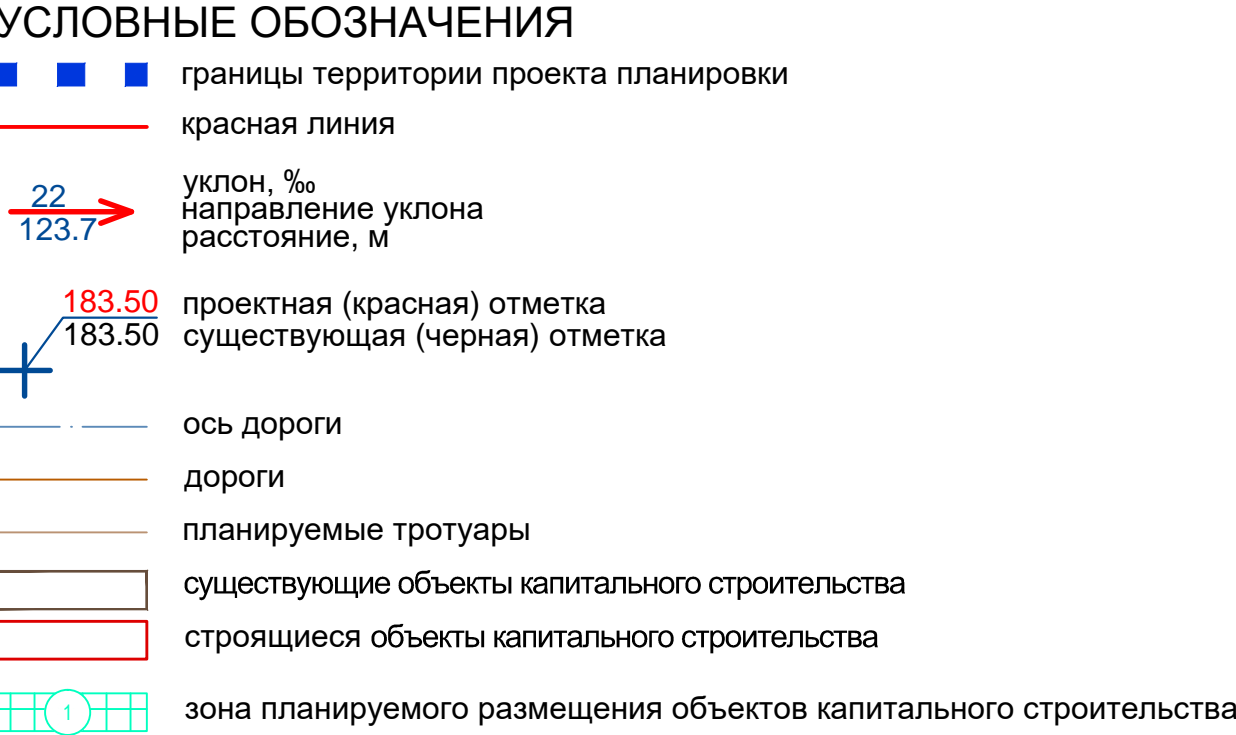 УСЛОВНЫЕ ОБОЗНАЧЕНИЯ
границы территории проекта планировки
красная линия
22
123.7
уклон, ‰
направление уклона
расстояние, м
183.50 проектная (красная) отметка
183.50 существующая (черная) отметка
ось дороги
дороги
планируемые тротуары
существующие объекты капитального строительства
строящиеся объекты капитального строительства
1 зона планируемого размещения объектов капитального строительства